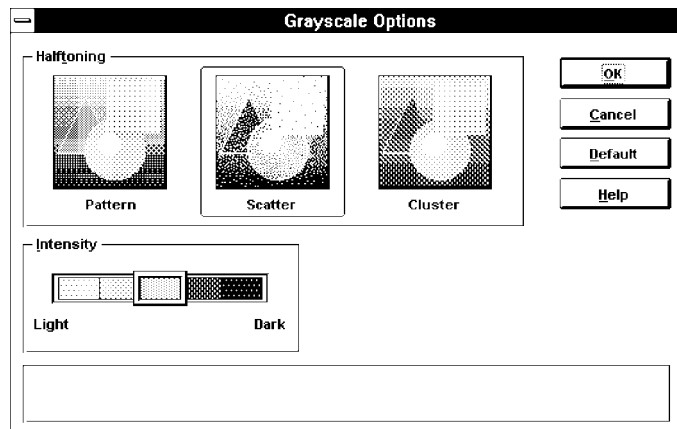 Grayscale Options
Halftoning
Pattern
Scatter
Cluster
OK
Cancel
Default
Help
Intensity
Light
Dark